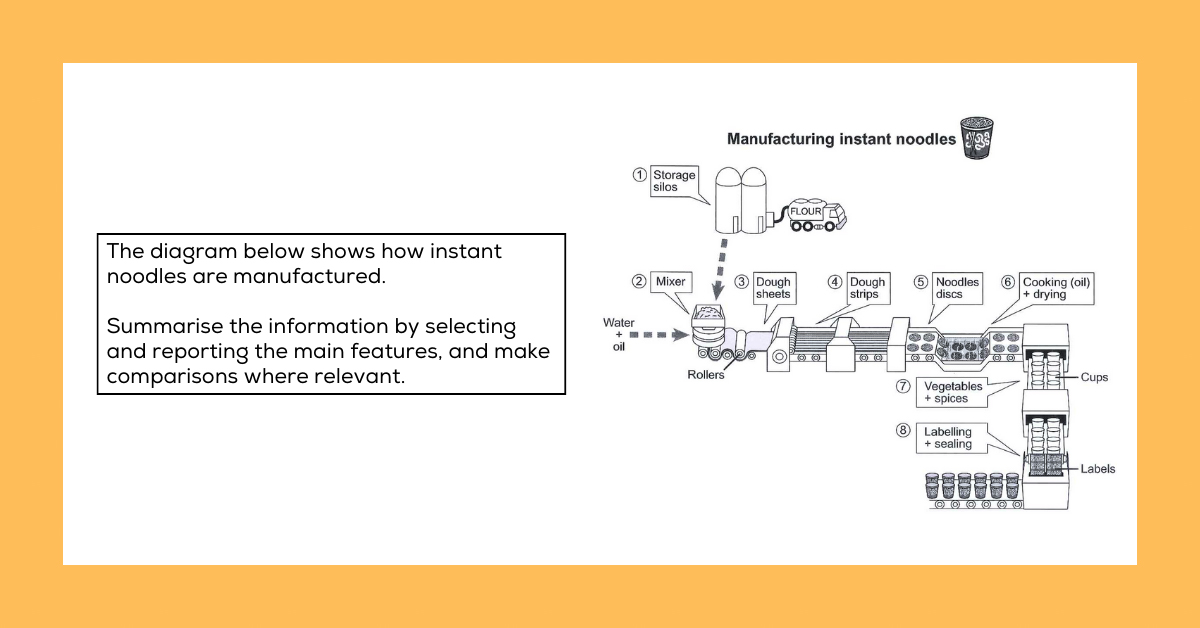 The diagram below shows how instant
noodles are manufactured.
Summarise the information by selecting
and reporting the main features, and make
comparisons where relevant.
Manufacturing instant noodles
1 Storage
silos
FLOUR
2 Mixer
3 Dough
sheets
4 Dough
strips
5 Noodles
discs
6 Cooking (oil)
+ drying
Water
+
oil
Rollers
7 Vegetables
+ spices
Cups
8 Labelling
+ sealing
Labels